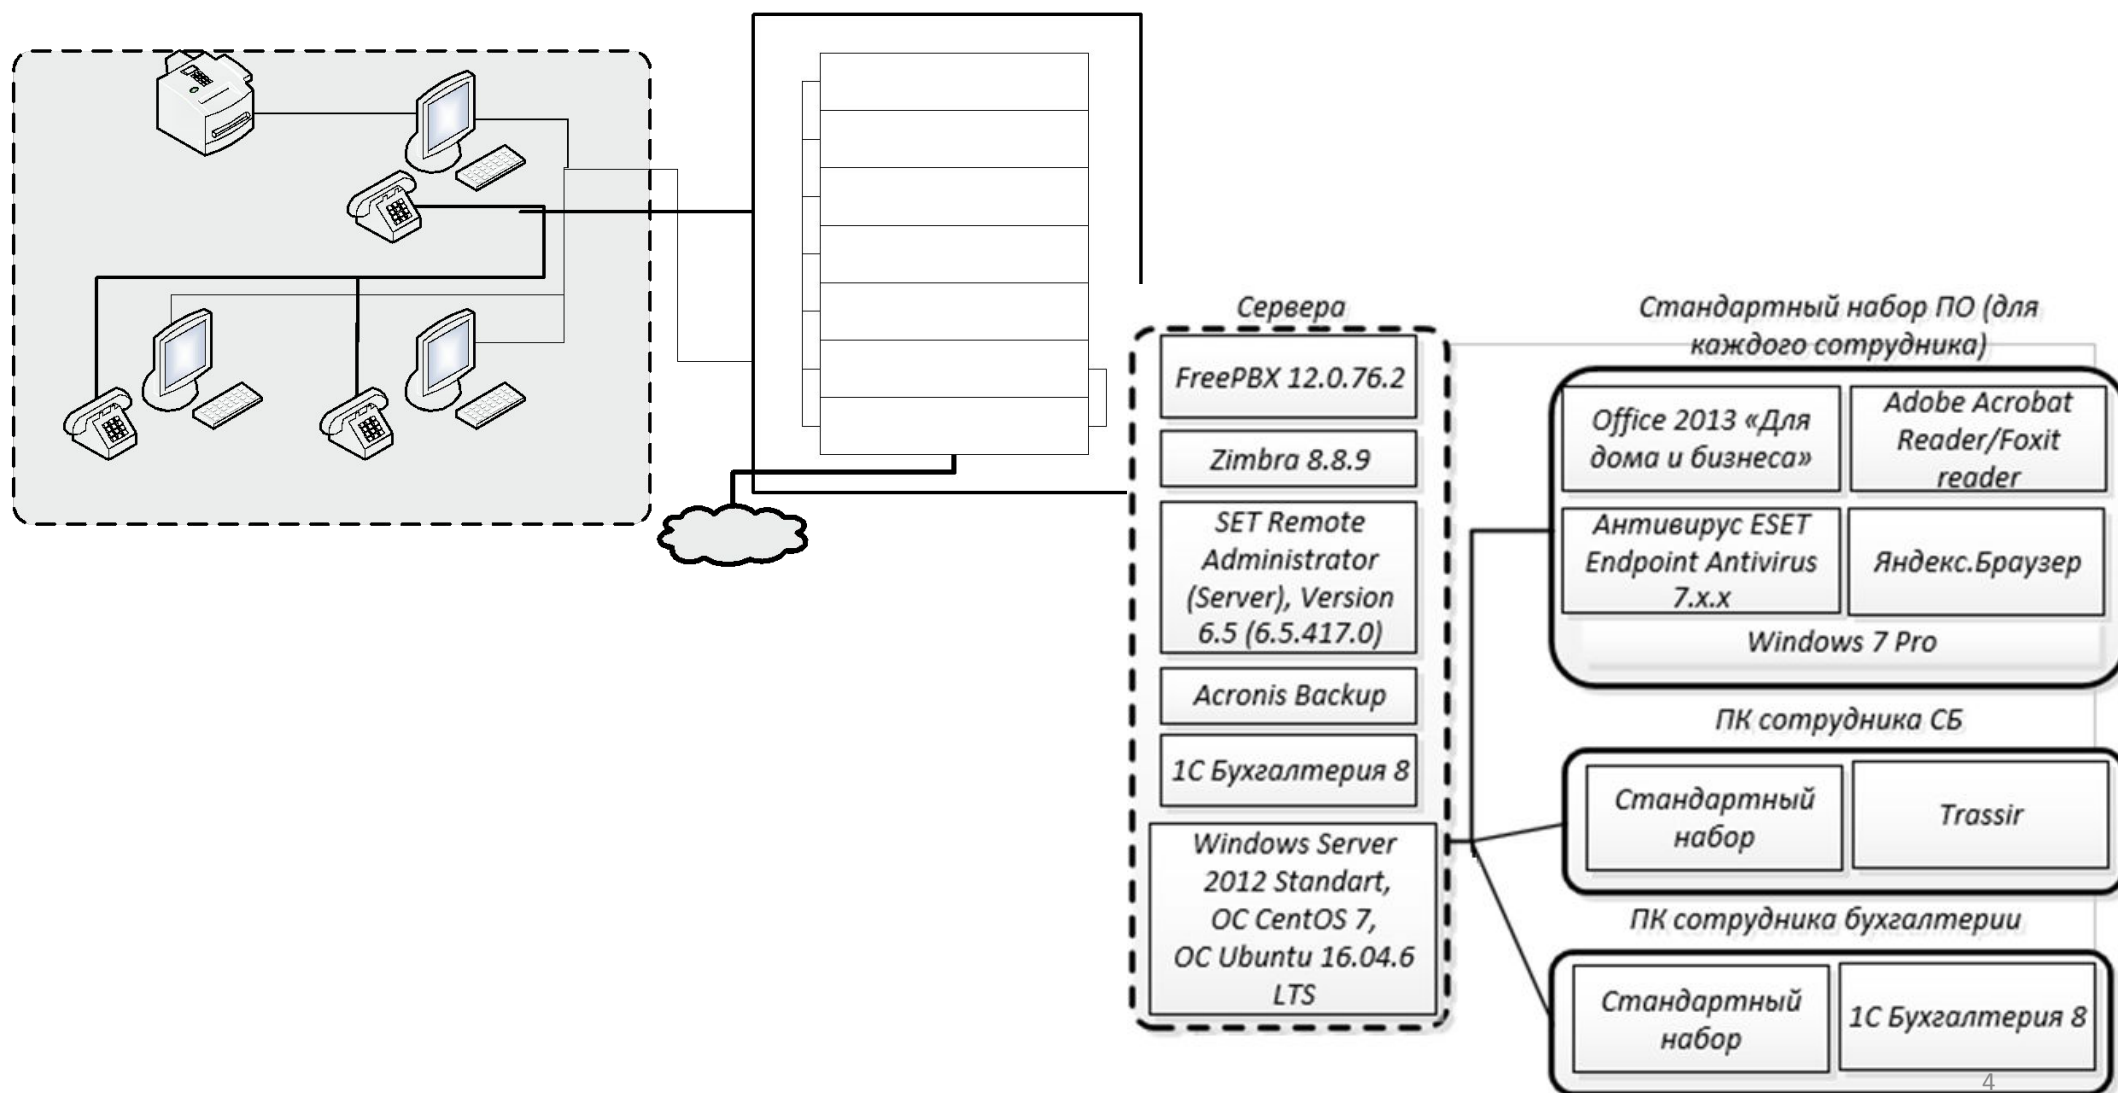 Сервера
FreePBX 12.0.76.2
Zimbra 8.8.9
SET Remote
Administrator
(Server), Version
6.5 (6.5.417.0)
Acronis Backup
1С Бухгалтерия 8
Windows Server
2012 Standart,
ОС CentOS 7,
ОС Ubuntu 16.04.6
LTS
Стандартный набор ПО (для
каждого сотрудника)
Office 2013 «Для
дома и бизнеса»
Adobe Acrobat
Reader/Foxit
reader
Антивирус ESET
Endpoint Antivirus
7.x.x
Яндекс.Браузер
Windows 7 Pro
ПК сотрудника СБ
Стандартный
набор
Trassir
ПК сотрудника бухгалтерии
Стандартный
набор
1С Бухгалтерия 8
4